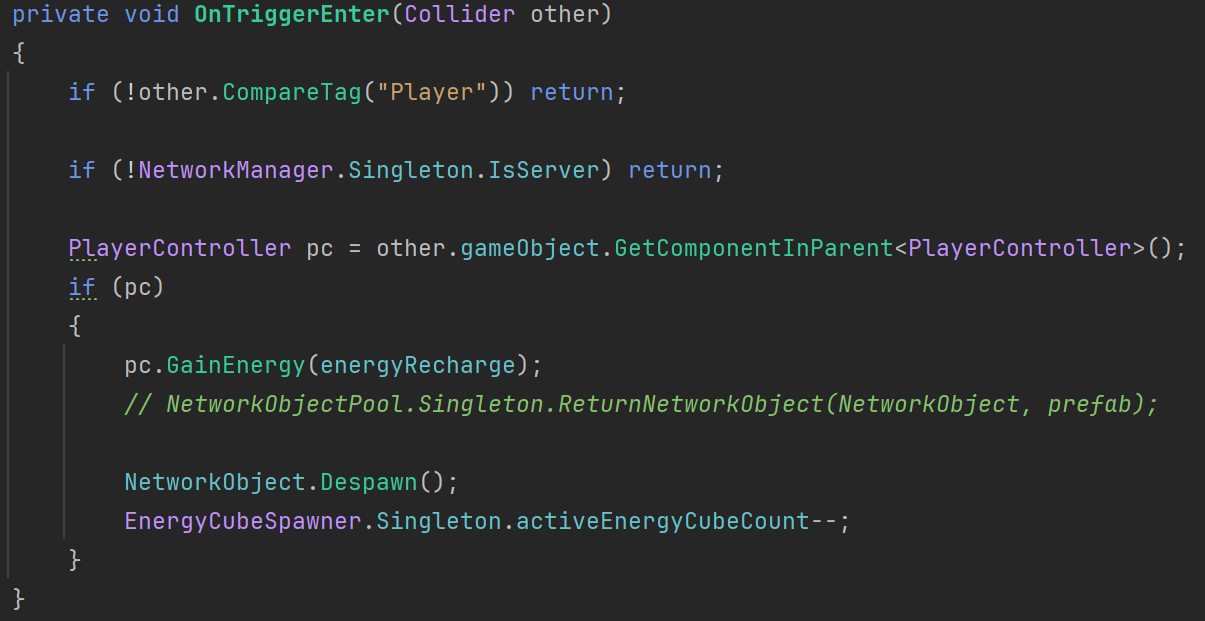 private void OnTriggerEnter(Collider other)
{
if (!other.CompareTag("Player")) return;
if (!NetworkManager.Singleton.IsServer) return;
PlayerController pc = other.gameObject.GetComponentInParent<PlayerController>();
if (pc)
{
pc.GainEnergy(energyRecharge);
// NetworkObjectPool.Singleton.ReturnNetworkObject(NetworkObject, prefab);
NetworkObject.Despawn();
EnergyCubeSpawner.Singleton.activeEnergyCubeCount--;
}
}